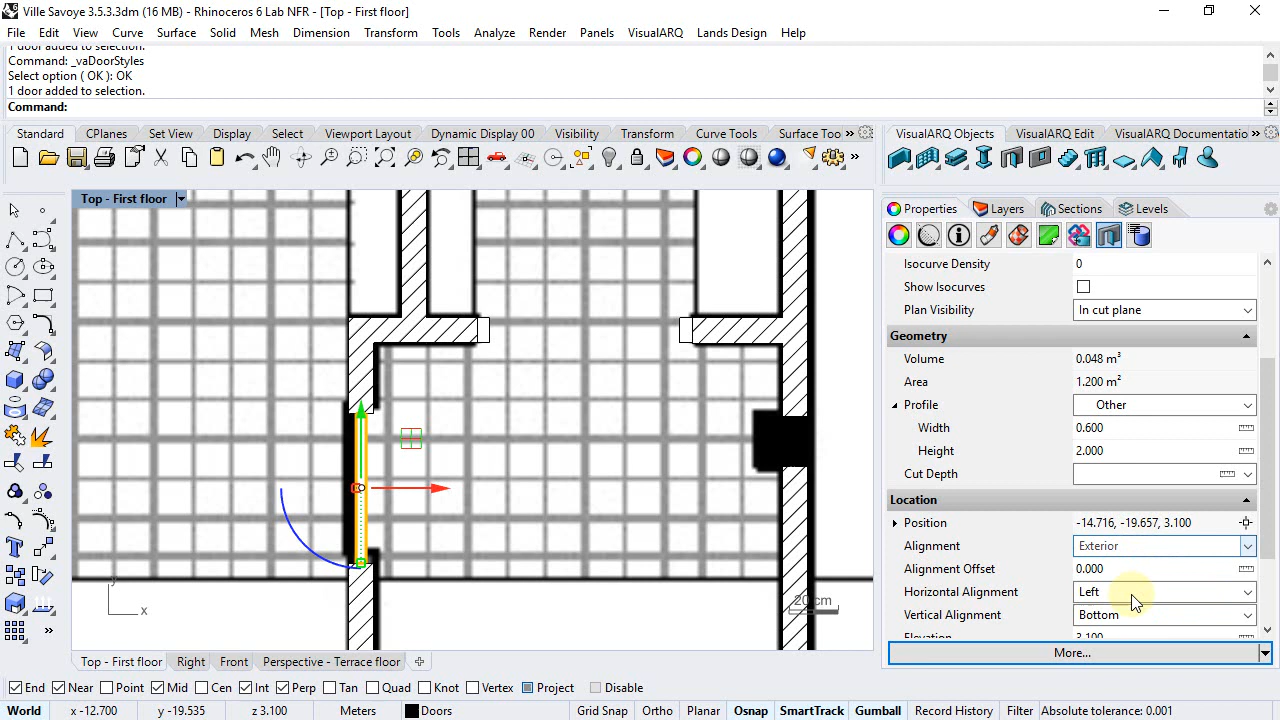 Ville Savoye 3.5.3.3dm (16 MB) - Rhinoceros 6 Lab NFR - [Top - First floor]
File Edit View Curve Surface Solid Mesh Dimension Transform Tools Analyze Render Panels VisualARQ Lands Design Help
1 door added to selection.
Command: _vaDoorStyles
Select option ( OK ): OK
1 door added to selection.
Command:
Standard CPlanes Set View Display Select Viewport Layout Dynamic Display 00 Visibility Transform Curve Tools Surface Too »
VisualARQ Objects VisualARQ Edit VisualARQ Documentatio »
Top - First floor
Properties Layers Sections Levels
Isocurve Density 0
Show Isocurves
Plan Visibility In cut plane
Geometry
Volume 0.048 m³
Area 1.200 m²
Profile Other
Width 0.600
Height 2.000
Cut Depth
Location
Position -14.716, -19.657, 3.100
Alignment Exterior
Alignment Offset 0.000
Horizontal Alignment Left
Vertical Alignment Bottom
Elevation 3.100
More...
y
x
20 cm
Top - First floor Right Front Perspective - Terrace floor
End Near Point Mid Cen Int Perp Tan Quad Knot Vertex Project Disable
World x -12.700 y -19.535 z 3.100 Meters Doors Grid Snap Ortho Planar Osnap SmartTrack Gumball Record History Filter Absolute tolerance: 0.001